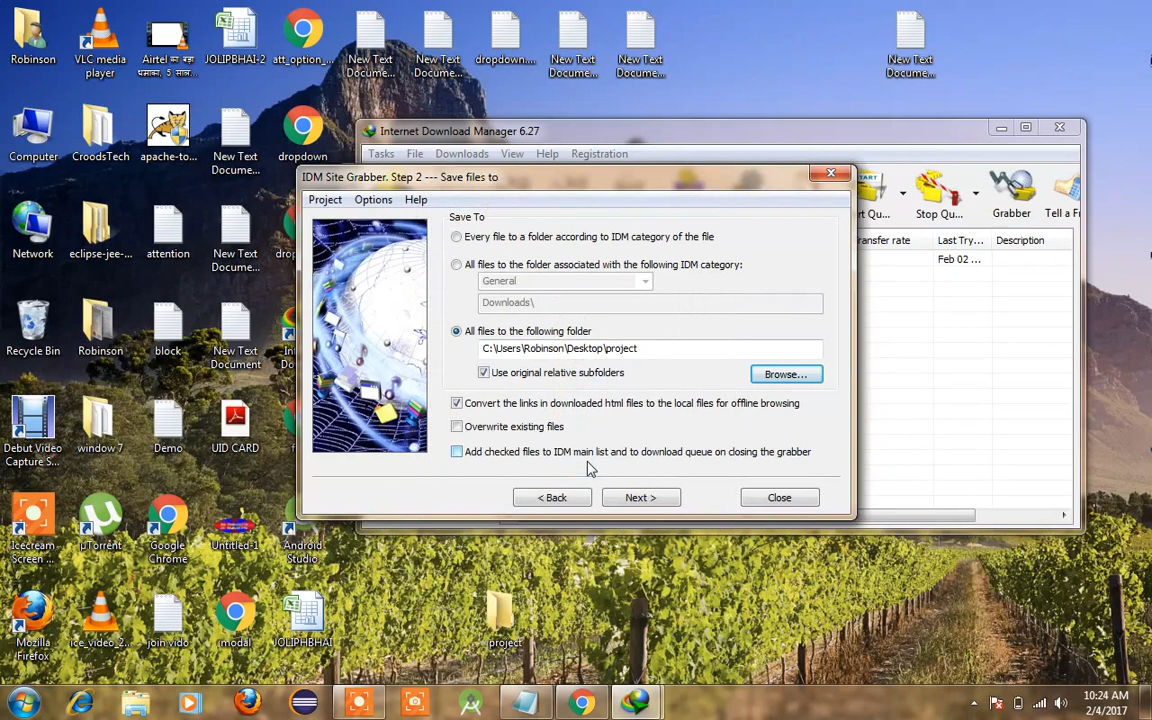 Robinson
VLC media
player
Airtel का बड़ा
धमाका, 5 साल...
JOLIPBHAI-2
att_option_...
New Text
Docume...
New Text
Docume...
dropdown....
New Text
Docume...
New Text
Docume...
New Text
Docume...
Computer
CroodsTech
apache-to...
New Text
Docume...
dropdown
Network
eclipse-jee-...
attention
New Text
Docume...
Recycle Bin
Robinson
block
New Text
Document
Debut Video
Capture S...
window 7
Demo
UID CARD
Icecream
Screen ...
µTorrent
Google
Chrome
Untitled-1
Android
Studio
Mozilla
Firefox
ice_video_2...
join vido
modal
JOLIPHBHAI
project
Internet Download Manager 6.27
Tasks File Downloads View Help Registration
Stop Qu...
Grabber
Tell a Fr
Last Try...
Description
Feb 02 ...
IDM Site Grabber. Step 2 --- Save files to
Project Options Help
Save To
Every file to a folder according to IDM category of the file
All files to the folder associated with the following IDM category:
General
Downloads\
All files to the following folder
C:\Users\Robinson\Desktop\project
Use original relative subfolders
Browse...
Convert the links in downloaded html files to the local files for offline browsing
Overwrite existing files
Add checked files to IDM main list and to download queue on closing the grabber
< Back
Next >
Close
10:24 AM
2/4/2017